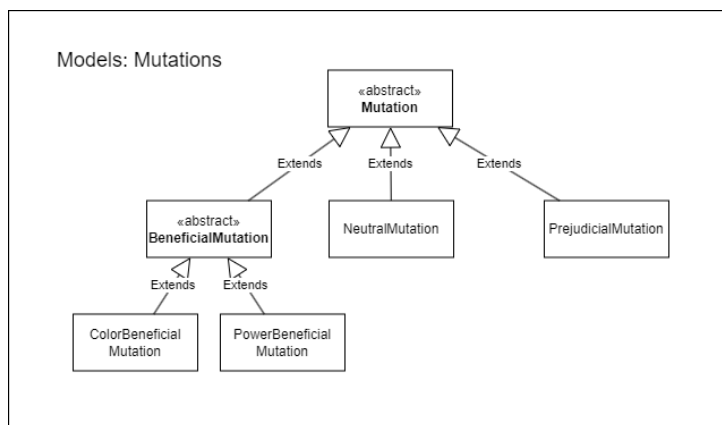 Models: Mutations
«abstract»
Mutation
Extends
Extends
Extends
«abstract»
BeneficialMutation
NeutralMutation
PrejudicialMutation
Extends
Extends
ColorBeneficial
Mutation
PowerBeneficial
Mutation